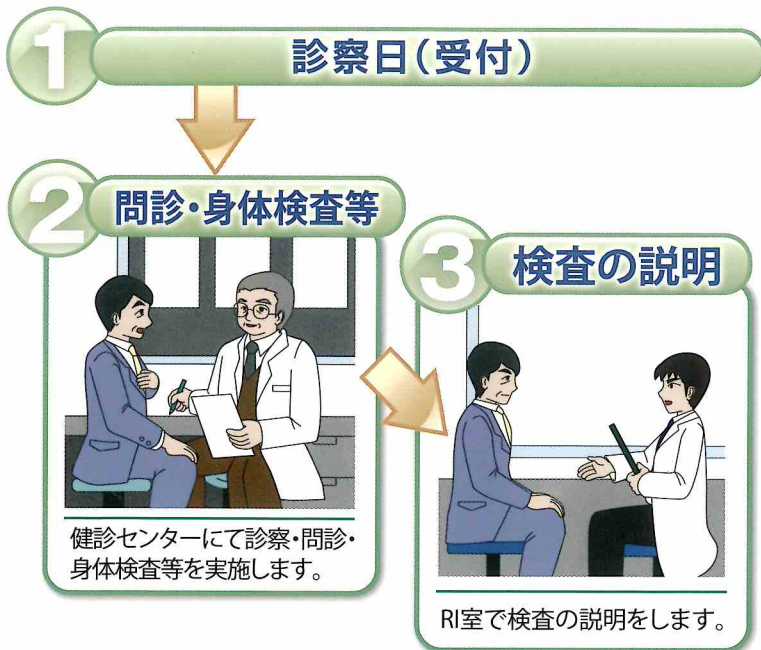 1 診察日(受付)
2 問診・身体検査等
健診センターにて診察・問診・
身体検査等を実施します。
3 検査の説明
RI室で検査の説明をします。